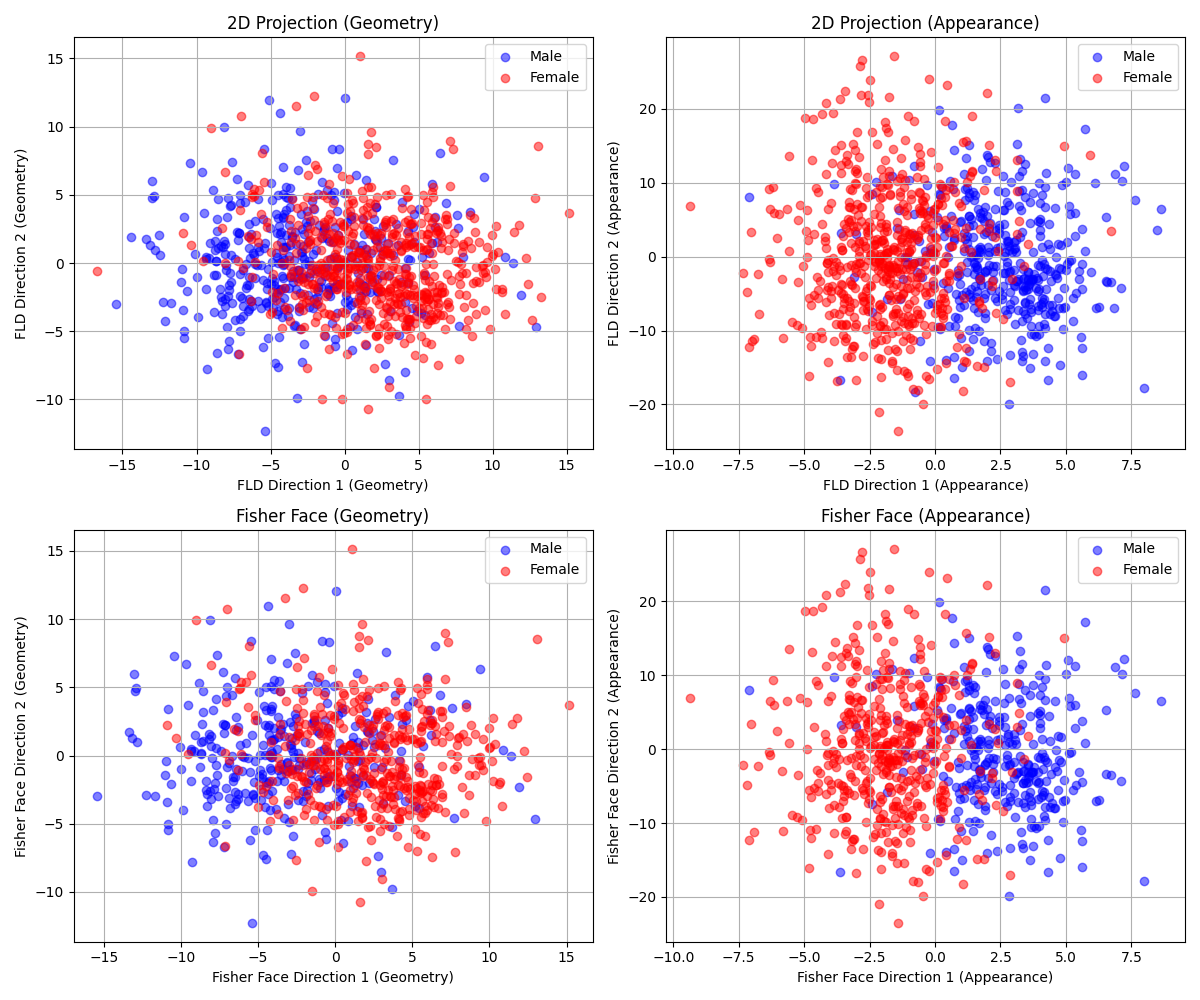 2D Projection (Geometry)
Male
Female
15
10
5
0
−5
−10
FLD Direction 2 (Geometry)
−15
−10
−5
0
5
10
15
FLD Direction 1 (Geometry)
2D Projection (Appearance)
Male
Female
20
10
0
−10
−20
FLD Direction 2 (Appearance)
−10.0
−7.5
−5.0
−2.5
0.0
2.5
5.0
7.5
FLD Direction 1 (Appearance)
Fisher Face (Geometry)
Male
Female
15
10
5
0
−5
−10
Fisher Face Direction 2 (Geometry)
−15
−10
−5
0
5
10
15
Fisher Face Direction 1 (Geometry)
Fisher Face (Appearance)
Male
Female
20
10
0
−10
−20
Fisher Face Direction 2 (Appearance)
−10.0
−7.5
−5.0
−2.5
0.0
2.5
5.0
7.5
Fisher Face Direction 1 (Appearance)